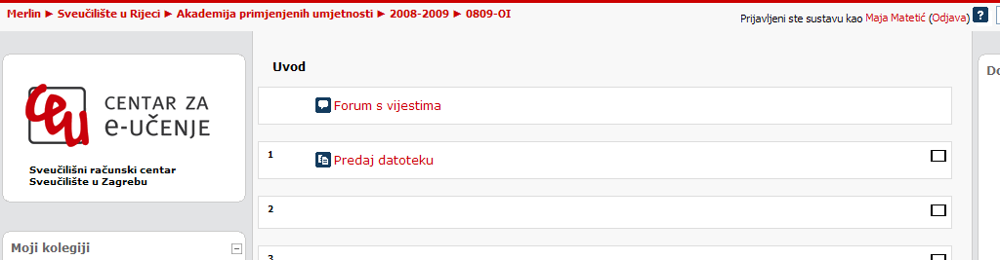 Merlin ► Sveučilište u Rijeci ► Akademija primjenjenih umjetnosti ► 2008-2009 ► 0809-OI
Prijavljeni ste sustavu kao Maja Matetić (Odjava) ?
ceu CENTAR ZA
e-UČENJE
Sveučilišni računski centar
Sveučilište u Zagrebu
Moji kolegiji
Uvod
Forum s vijestima
1 Predaj datoteku
2
3